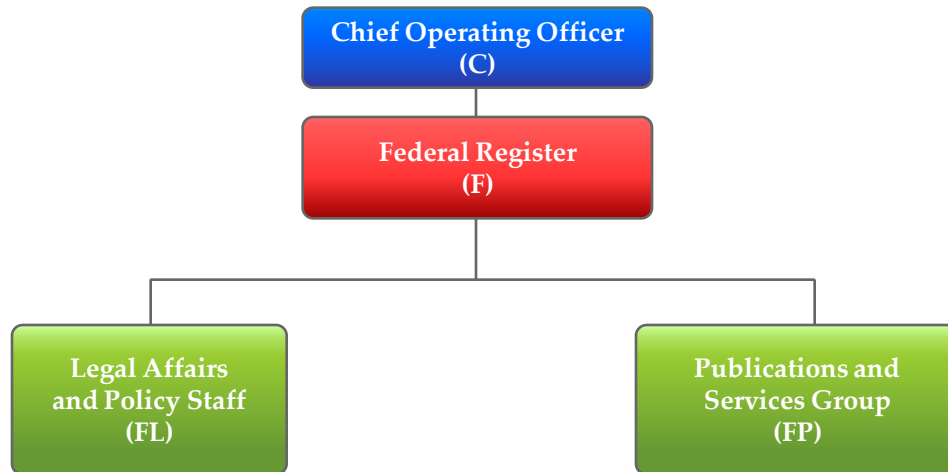 Chief Operating Officer
(C)
Federal Register
(F)
Legal Affairs
and Policy Staff
(FL)
Publications and
Services Group
(FP)